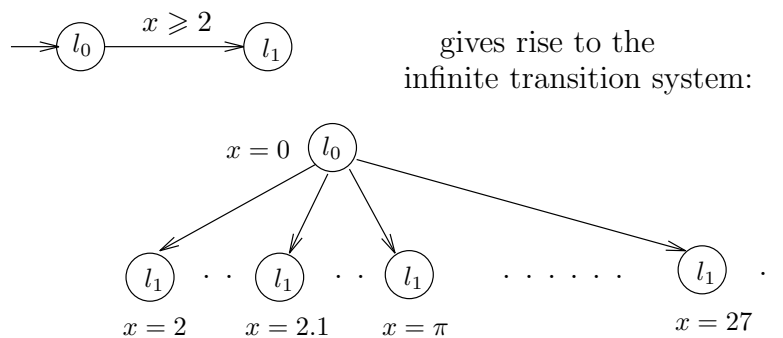 x ⩾ 2
l₀ l₁
gives rise to the
infinite transition system:
x = 0 l₀
l₁ · · l₁ · · l₁ · · · · · · l₁ ·
x = 2 x = 2.1 x = π x = 27